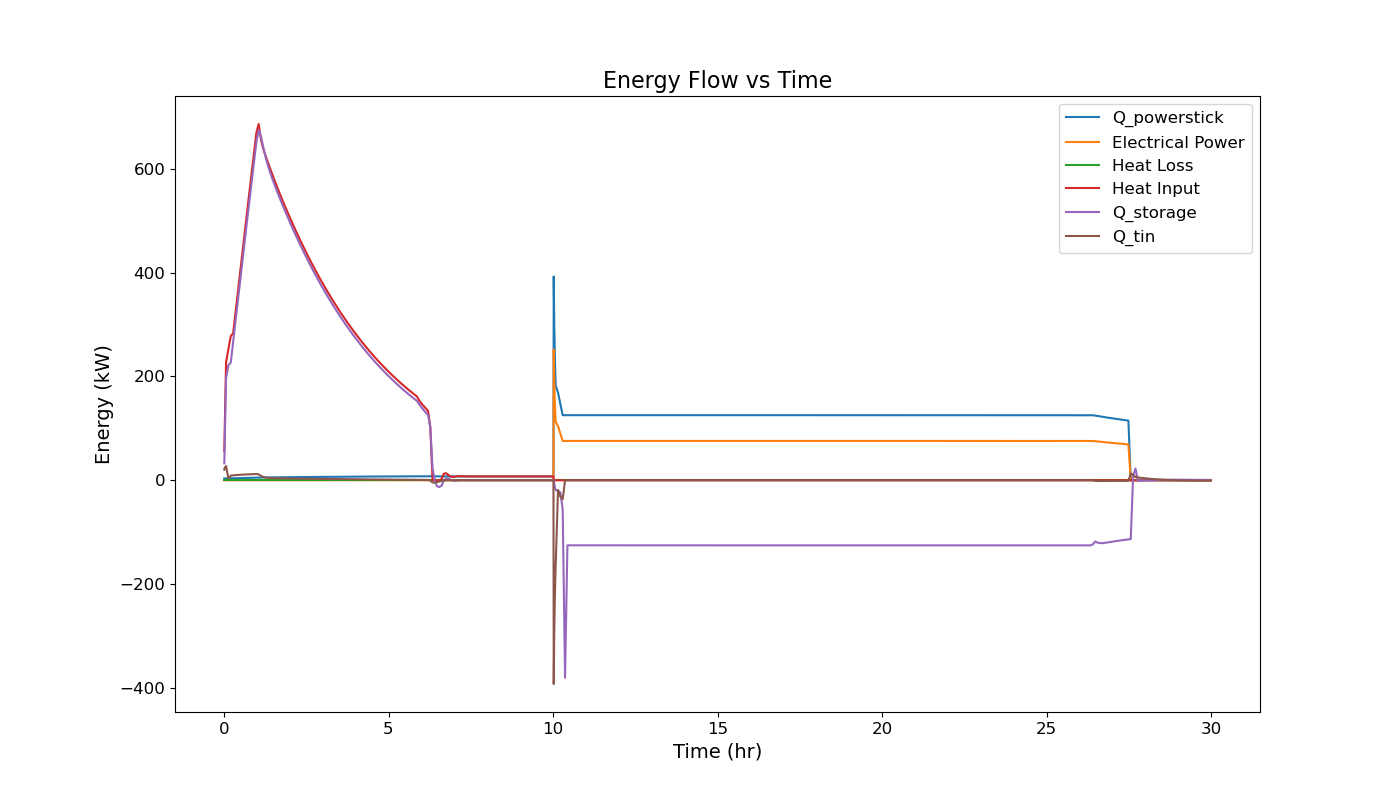 Energy Flow vs Time
Q_powerstick
Electrical Power
Heat Loss
Heat Input
Q_storage
Q_tin
Energy (kW)
600
400
200
0
−200
−400
0 5 10 15 20 25 30
Time (hr)